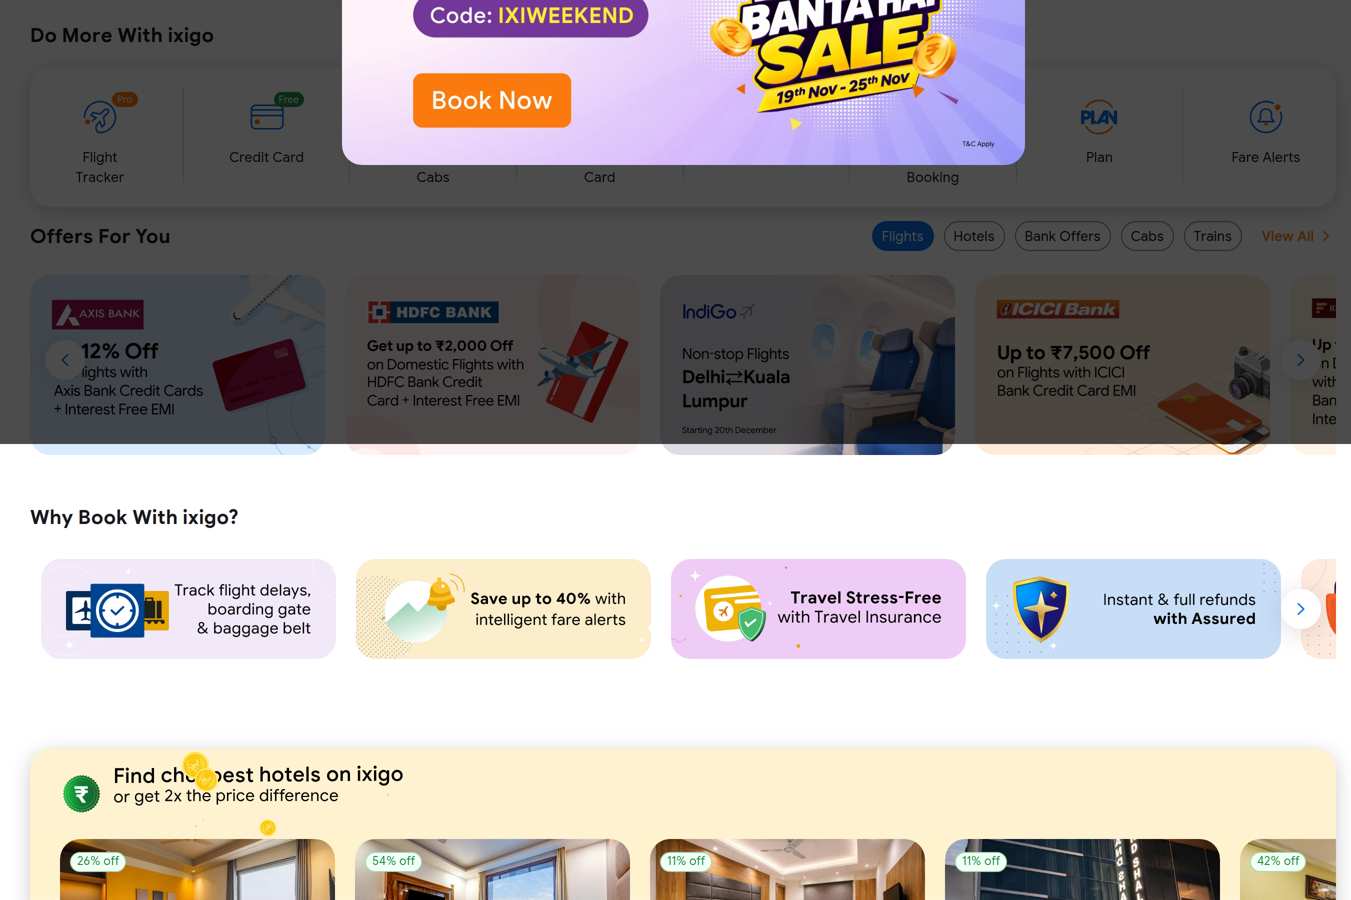 Do More With ixigo
Code: IXIWEEKEND
Book Now
BANTA HAI
SALE
19th Nov - 25th Nov
T&C Apply
Pro
Flight
Tracker
Free
Credit Card
Cabs
Card
Booking
PLAN
Plan
Fare Alerts
Offers For You
Flights
Hotels
Bank Offers
Cabs
Trains
View All
AXIS BANK
12% Off
with
Axis Bank Credit Cards
+ Interest Free EMI
HDFC BANK
Get up to ₹2,000 Off
on Domestic Flights with
HDFC Bank Credit
Card + Interest Free EMI
IndiGo
Non-stop Flights
Delhi⇄Kuala
Lumpur
Starting 20th December
ICICI Bank
Up to ₹7,500 Off
on Flights with ICICI
Bank Credit Card EMI
Why Book With ixigo?
Track flight delays,
boarding gate
& baggage belt
Save up to 40% with
intelligent fare alerts
Travel Stress-Free
with Travel Insurance
Instant & full refunds
with Assured
Find cheapest hotels on ixigo
or get 2x the price difference
26% off
54% off
11% off
11% off
42% off